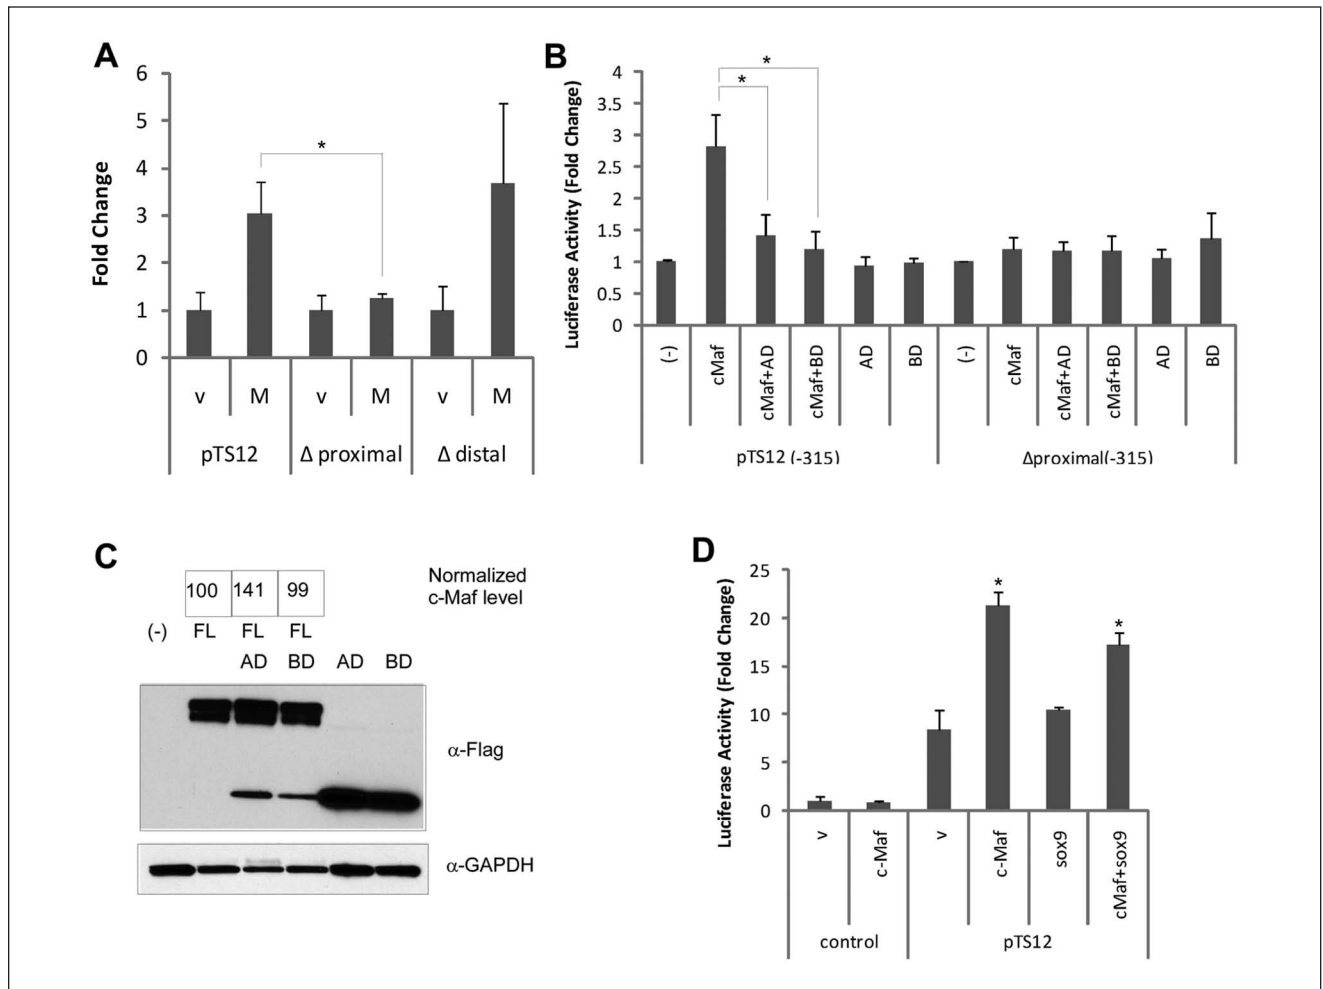 A
Fold Change
6
5
4
3
2
1
0
*
v M v M v M
pTS12 Δ proximal Δ distal
B
Luciferase Activity (Fold Change)
4
3.5
3
2.5
2
1.5
1
0.5
0
*
*
(-) cMaf cMaf+AD cMaf+BD AD BD (-) cMaf cMaf+AD cMaf+BD AD BD
pTS12 (-315) Δproximal(-315)
C
100 141 99
Normalized
c-Maf level
(-) FL FL FL
AD BD AD BD
α-Flag
α-GAPDH
D
Luciferase Activity (Fold Change)
25
20
15
10
5
0
*
*
v c-Maf v c-Maf sox9 cMaf+sox9
control pTS12